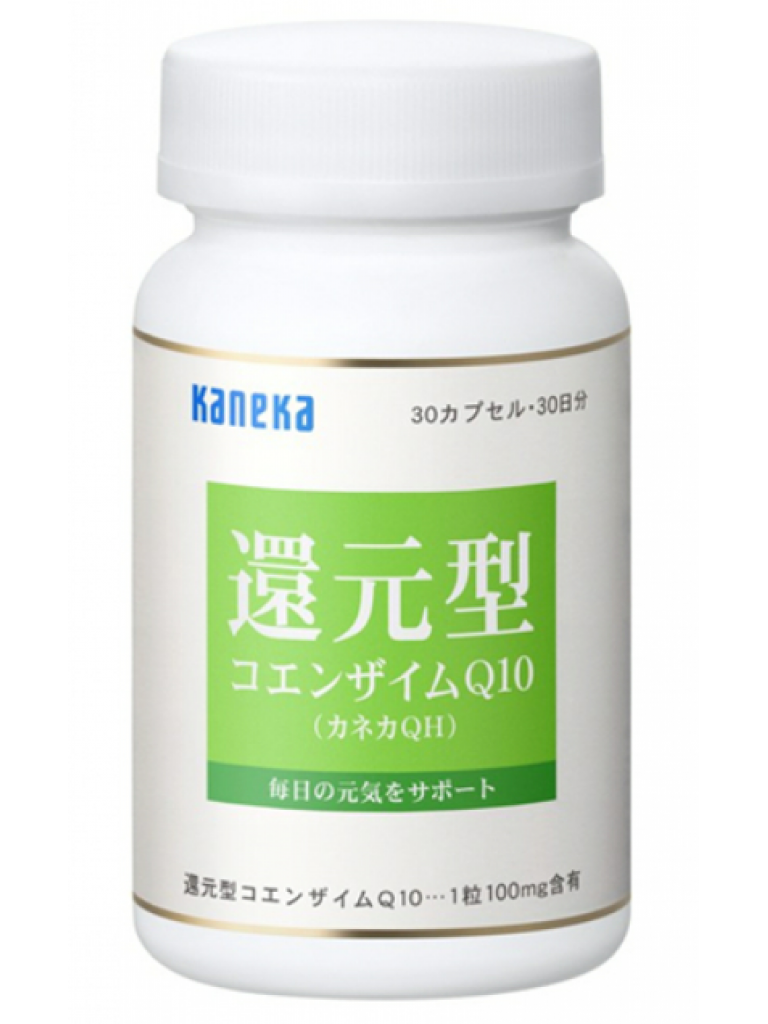 Kaneka
30カプセル・30日分
還元型
コエンザイムQ10
(カネカQH)
毎日の元気をサポート
還元型コエンザイムQ10…1粒100mg含有